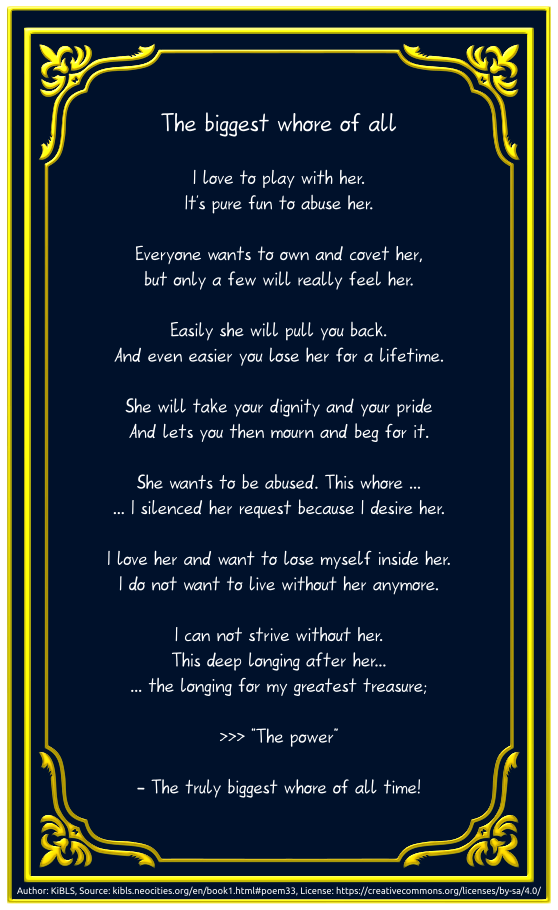 The biggest whore of all
I love to play with her.
It's pure fun to abuse her.
Everyone wants to own and covet her,
but only a few will really feel her.
Easily she will pull you back.
And even easier you lose her for a lifetime.
She will take your dignity and your pride
And lets you then mourn and beg for it.
She wants to be abused. This whore ...
... I silenced her request because I desire her.
I love her and want to lose myself inside her.
I do not want to live without her anymore.
I can not strive without her.
This deep longing after her...
... the longing for my greatest treasure;
>>> "The power"
- The truly biggest whore of all time!
Author: KiBLS, Source: kibls.neocities.org/en/book1.html#poem33, License: https://creativecommons.org/licenses/by-sa/4.0/